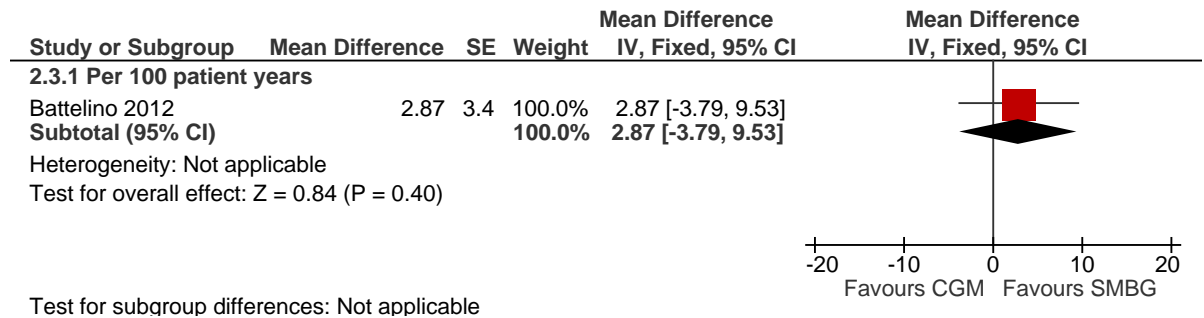 Mean Difference Mean Difference
Study or Subgroup Mean Difference SE Weight IV, Fixed, 95% CI IV, Fixed, 95% CI
2.3.1 Per 100 patient years
Battelino 2012 2.87 3.4 100.0% 2.87 [-3.79, 9.53]
Subtotal (95% CI) 100.0% 2.87 [-3.79, 9.53]
Heterogeneity: Not applicable
Test for overall effect: Z = 0.84 (P = 0.40)
-20 -10 0 10 20
Favours CGM Favours SMBG
Test for subgroup differences: Not applicable